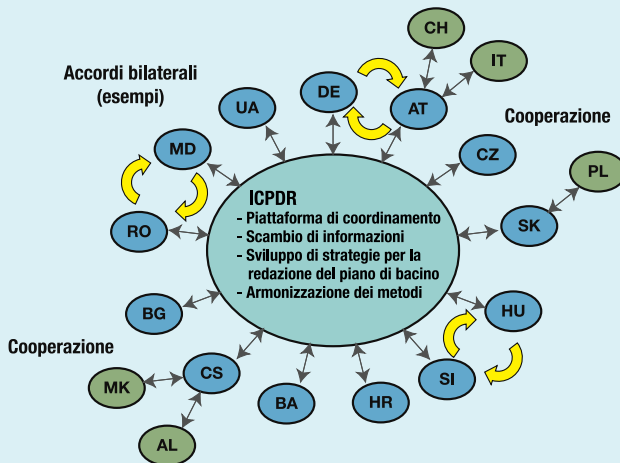 CH
IT
Accordi bilaterali
(esempi)
UA
DE
AT
Cooperazione
MD
CZ
PL
ICPDR
- Piattaforma di coordinamento
- Scambio di informazioni
- Sviluppo di strategie per la
redazione del piano di bacino
- Armonizzazione dei metodi
RO
SK
BG
HU
Cooperazione
CS
SI
MK
BA
HR
AL